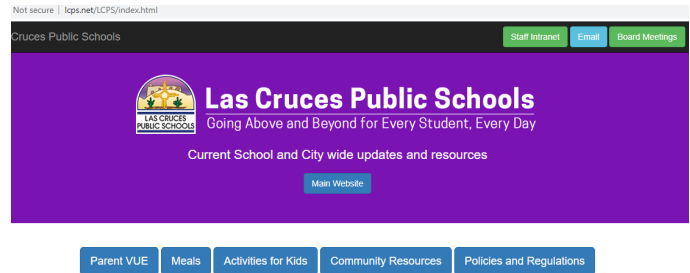 Not secure | lcps.net/LCPS/index.html
Cruces Public Schools
Staff Intranet
Email
Board Meetings
LAS CRUCES
PUBLIC SCHOOLS
Las Cruces Public Schools
Going Above and Beyond for Every Student, Every Day
Current School and City wide updates and resources
Main Website
Parent VUE
Meals
Activities for Kids
Community Resources
Policies and Regulations